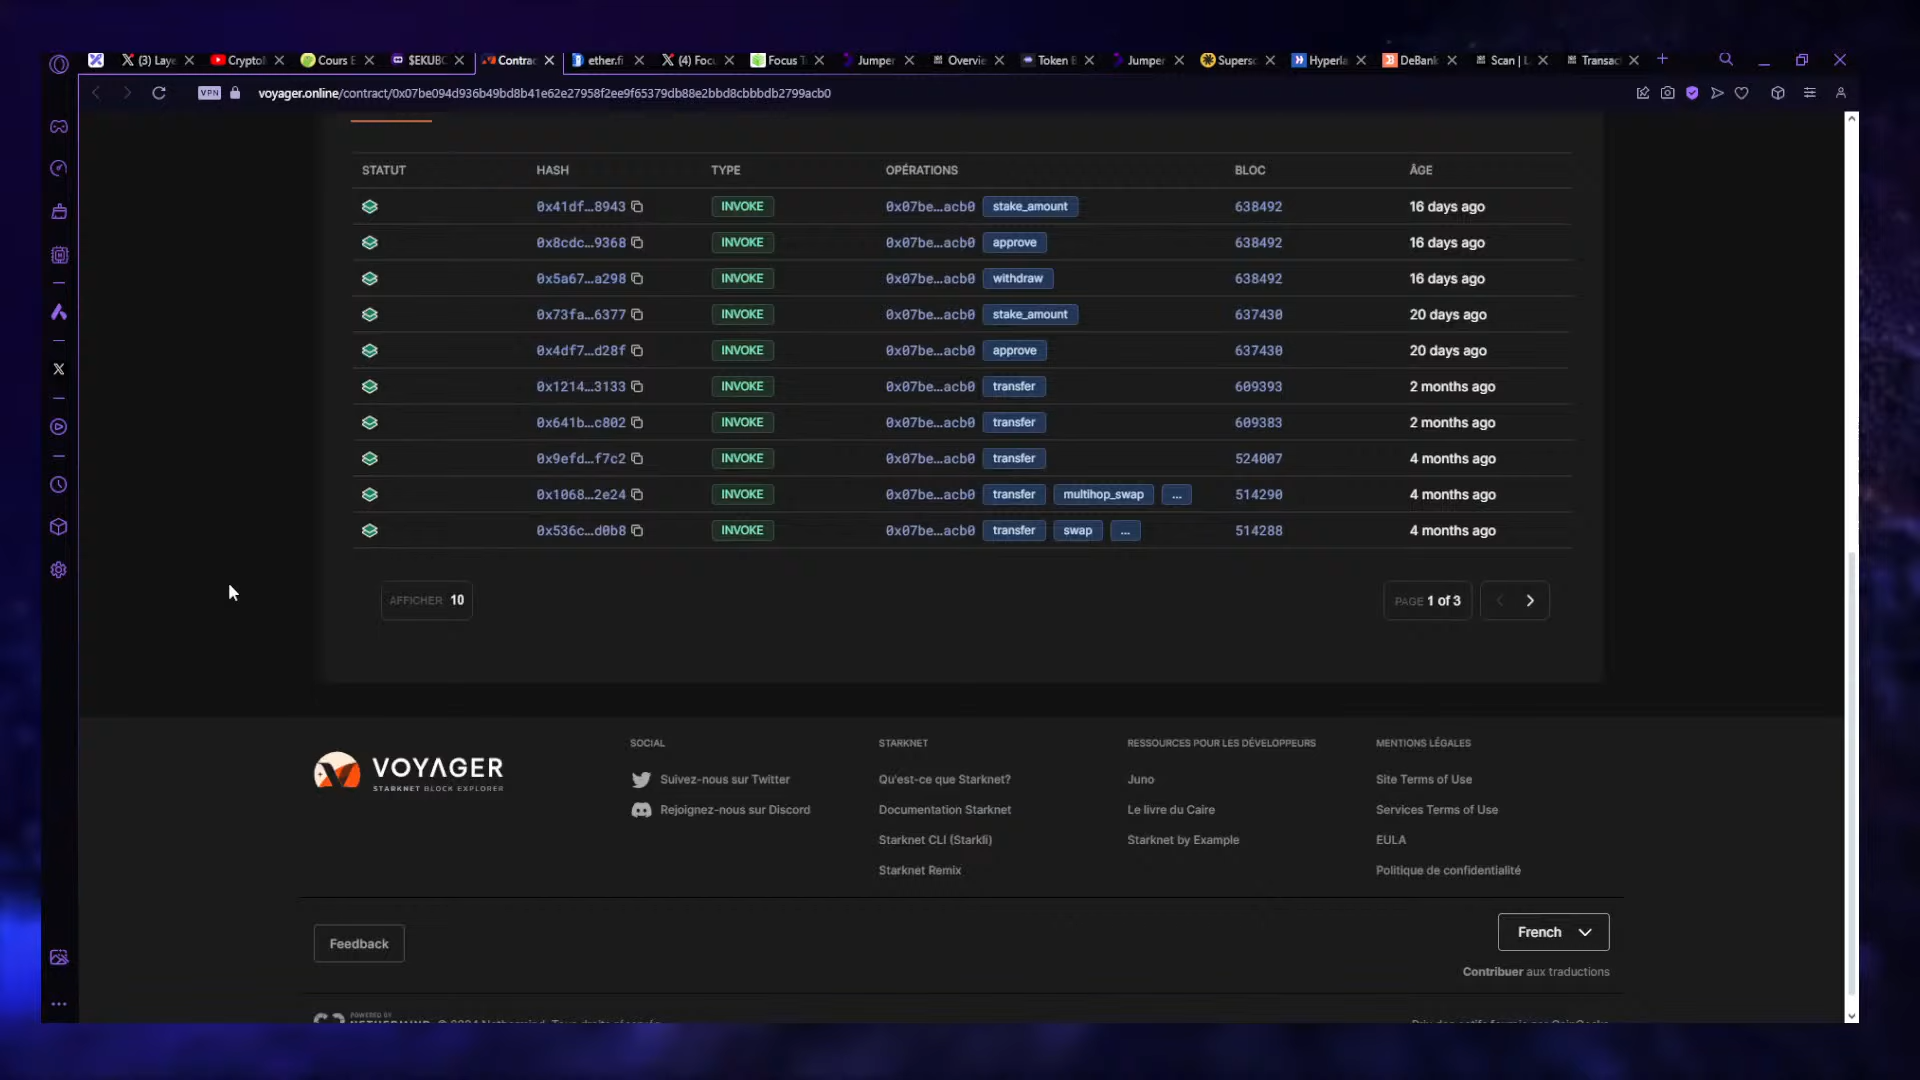 (3) Laye
Crypto
Cours E
$EKUBO
Contrac
ether.fi
(4) Foc
Focus T
Jumper
Overvie
Token E
Jumper
Supers
Hyperla
DeBank
Scan | L
Transac
VPN
voyager.online/contract/0x07be094d936b49bd8b41e62e27958f2ee9f65379db88e2bbd8cbbbdb2799acb0
STATUT HASH TYPE OPÉRATIONS BLOC ÂGE
0x41df...8943 INVOKE 0x07be...acb0 stake_amount 638492 16 days ago
0x8cdc...9368 INVOKE 0x07be...acb0 approve 638492 16 days ago
0x5a67...a298 INVOKE 0x07be...acb0 withdraw 638492 16 days ago
0x73fa...6377 INVOKE 0x07be...acb0 stake_amount 637430 20 days ago
0x4df7...d28f INVOKE 0x07be...acb0 approve 637430 20 days ago
0x1214...3133 INVOKE 0x07be...acb0 transfer 609393 2 months ago
0x641b...c802 INVOKE 0x07be...acb0 transfer 609383 2 months ago
0x9efd...f7c2 INVOKE 0x07be...acb0 transfer 524007 4 months ago
0x1068...2e24 INVOKE 0x07be...acb0 transfer multihop_swap ... 514290 4 months ago
0x536c...d0b8 INVOKE 0x07be...acb0 transfer swap ... 514288 4 months ago
AFFICHER 10
PAGE 1 of 3
VOYAGER
STARKNET BLOCK EXPLORER
SOCIAL
Suivez-nous sur Twitter
Rejoignez-nous sur Discord
STARKNET
Qu'est-ce que Starknet?
Documentation Starknet
Starknet CLI (Starkli)
Starknet Remix
RESSOURCES POUR LES DÉVELOPPEURS
Juno
Le livre du Caire
Starknet by Example
MENTIONS LÉGALES
Site Terms of Use
Services Terms of Use
EULA
Politique de confidentialité
Feedback
French
Contribuer aux traductions
POWERED BY